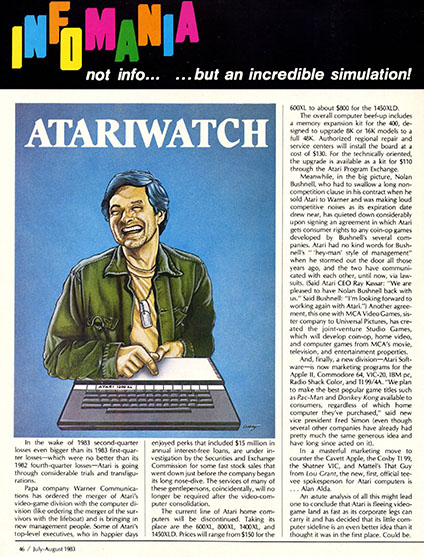 INFOMANIA
not info... ...but an incredible simulation!
ATARIWATCH
ATARI 1200XL
In the wake of 1983 second-quarter
losses even bigger than its 1983 first-quar-
ter losses—which were no better than its
1982 fourth-quarter losses—Atari is going
through considerable trials and transfigu-
rations.
Papa company Warner Communica-
tions has ordered the merger of Atari's
video-game division with the computer di-
vision (like ordering the merger of the sur-
vivors with the lifeboat) and is bringing in
new management people. Some of Atari's
top-level executives, who in happier days
enjoyed perks that included $15 million in
annual interest-free loans, are under in-
vestigation by the Securities and Exchange
Commission for some fast stock sales that
went down just before the company began
its long nose-dive. The services of many of
these gentlepersons, coincidentally, will no
longer be required after the video-com-
puter consolidation.
The current line of Atari home com-
puters will be discontinued. Taking its
place are the 600XL, 800XL, 1400XL, and
1450XLD. Prices will range from $150 for the
600XL to about $800 for the 1450XLD.
The overall computer beef-up includes
a memory expansion kit for the 400, de-
signed to upgrade 8K or 16K models to a
full 48K. Authorized regional repair and
service centers will install the board at a
cost of $130. For the technically oriented,
the upgrade is available as a kit for $110
through the Atari Program Exchange.
Meanwhile, in the big picture, Nolan
Bushnell, who had to swallow a long non-
competition clause in his contract when he
sold Atari to Warner and was making loud
competitive noises as its expiration date
drew near, has quieted down considerably
upon signing an agreement in which Atari
gets consumer rights to any coin-op games
developed by Bushnell's several com-
panies. Atari had no kind words for Bush-
nell's "'hey-man' style of management"
when he stormed out the door all those
years ago, and the two have communi-
cated with each other, until now, via law-
suits. (Said Atari CEO Ray Kassar: "We are
pleased to have Nolan Bushnell back with
us." Said Bushnell: "I'm looking forward to
working again with Atari.") Another agree-
ment, this one with MCA Video Games, sis-
ter company to Universal Pictures, has cre-
ated the joint-venture Studio Games,
which will develop coin-op, home video,
and computer games from MCA's movie,
television, and entertainment properties.
And, finally, a new division—Atari Soft-
ware—is now marketing programs for the
Apple II, Commodore 64, VIC-20, IBM pc,
Radio Shack Color, and TI 99/4A. "We plan
to make the best popular game titles such
as Pac-Man and Donkey Kong available to
consumers, regardless of which home
computer they've purchased," said new
vice president Fred Simon (even though
several other companies have already had
pretty much the same generous idea and
have long since acted on it).
In a masterful marketing move to
counter the Cavett Apple, the Cosby TI 99,
the Shatner VIC, and Mattel's That Guy
from Lou Grant, the new, first, official tee-
vee spokesperson for Atari computers is
. . . Alan Alda.
An astute analysis of all this might lead
one to conclude that Atari is fleeing video-
game land as fast as its corporate legs can
carry it and has decided that its little com-
puter sideline is an even better idea than it
thought it was in the first place. Could be.
46 / July-August 1983